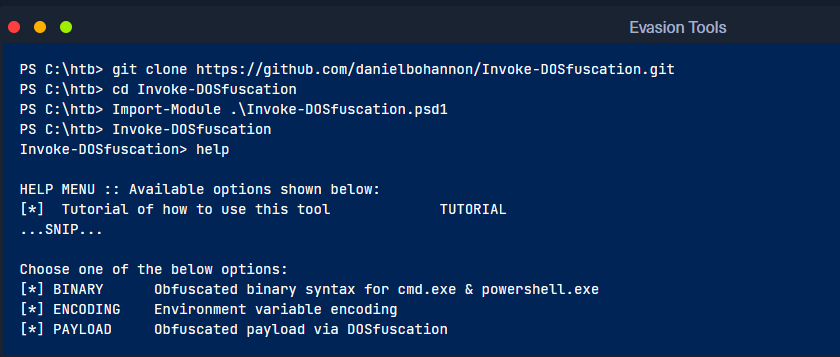 Evasion Tools
PS C:\htb> git clone https://github.com/danielbohannon/Invoke-DOSfuscation.git
PS C:\htb> cd Invoke-DOSfuscation
PS C:\htb> Import-Module .\Invoke-DOSfuscation.psd1
PS C:\htb> Invoke-DOSfuscation
Invoke-DOSfuscation> help
HELP MENU :: Available options shown below:
[*]  Tutorial of how to use this tool             TUTORIAL
...SNIP...
Choose one of the below options:
[*] BINARY      Obfuscated binary syntax for cmd.exe & powershell.exe
[*] ENCODING    Environment variable encoding
[*] PAYLOAD     Obfuscated payload via DOSfuscation